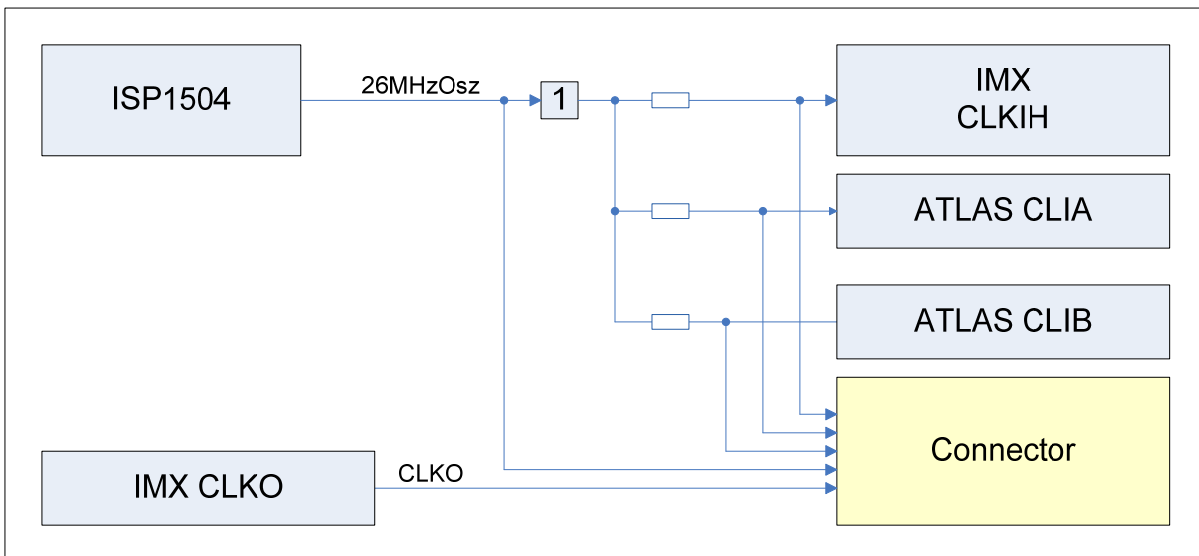 ISP1504
26MHzOsz
1
IMX
CLKIH
ATLAS CLIA
ATLAS CLIB
Connector
IMX CLKO
CLKO